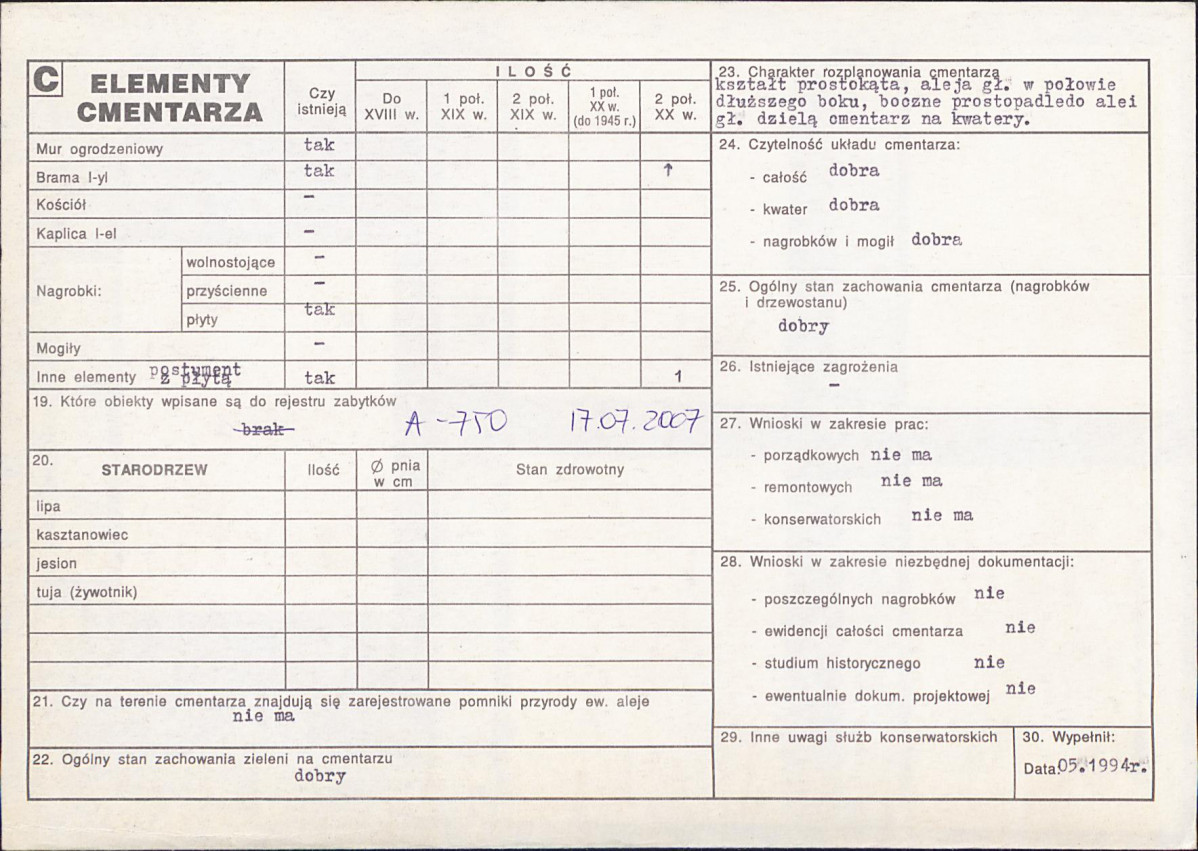 C ELEMENTY CMENTARZA
Czy istnieją
ILOŚĆ
Do XVIII w.
1 poł. XIX w.
2 poł. XIX w.
1 poł. XX w. (do 1945 r.)
2 poł. XX w.
Mur ogrodzeniowy tak
Brama I-yl tak ↑
Kościół –
Kaplica I-el –
Nagrobki:
wolnostojące –
przyścienne –
płyty tak
Mogiły –
Inne elementy postument z płytą tak 1
19. Które obiekty wpisane są do rejestru zabytków
brak A-750 17.07.2007
20. STARODRZEW Ilość Ø pnia w cm Stan zdrowotny
lipa
kasztanowiec
jesion
tuja (żywotnik)
21. Czy na terenie cmentarza znajdują się zarejestrowane pomniki przyrody ew. aleje
nie ma
22. Ogólny stan zachowania zieleni na cmentarzu
dobry
23. Charakter rozplanowania cmentarza
kształt prostokąta, aleja gł. w połowie
dłuższego boku, boczne prostopadledo alei
gł. dzielą cmentarz na kwatery.
24. Czytelność układu cmentarza:
- całość dobra
- kwater dobra
- nagrobków i mogił dobra
25. Ogólny stan zachowania cmentarza (nagrobków
i drzewostanu)
dobry
26. Istniejące zagrożenia
–
27. Wnioski w zakresie prac:
- porządkowych nie ma
- remontowych nie ma
- konserwatorskich nie ma
28. Wnioski w zakresie niezbędnej dokumentacji:
- poszczególnych nagrobków nie
- ewidencji całości cmentarza nie
- studium historycznego nie
- ewentualnie dokum. projektowej nie
29. Inne uwagi służb konserwatorskich
30. Wypełnił:
Data: 05.1994r.